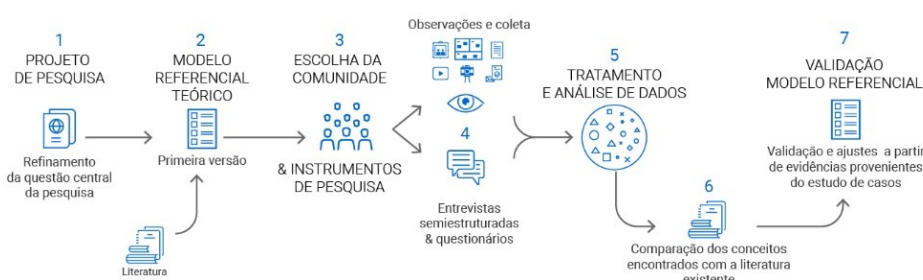 1
PROJETO
DE PESQUISA
Refinamento
da questão central
da pesquisa
2
MODELO
REFERENCIAL
TEÓRICO
Primeira versão
Literatura
3
ESCOLHA DA
COMUNIDADE
& INSTRUMENTOS
DE PESQUISA
Observações e coleta
4
Entrevistas
semiestruturadas
& questionários
5
TRATAMENTO
E ANÁLISE DE DADOS
6
Comparação dos conceitos
encontrados com a literatura
existente
7
VALIDAÇÃO
MODELO REFERENCIAL
Validação e ajustes a partir
de evidências provenientes
do estudo de casos